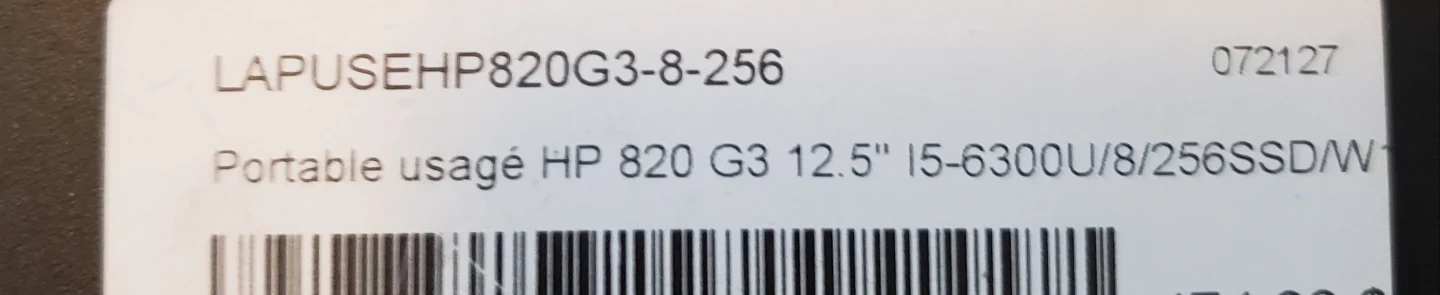 LAPUSEHP820G3-8-256 072127
Portable usagé HP 820 G3 12.5" I5-6300U/8/256SSD/W